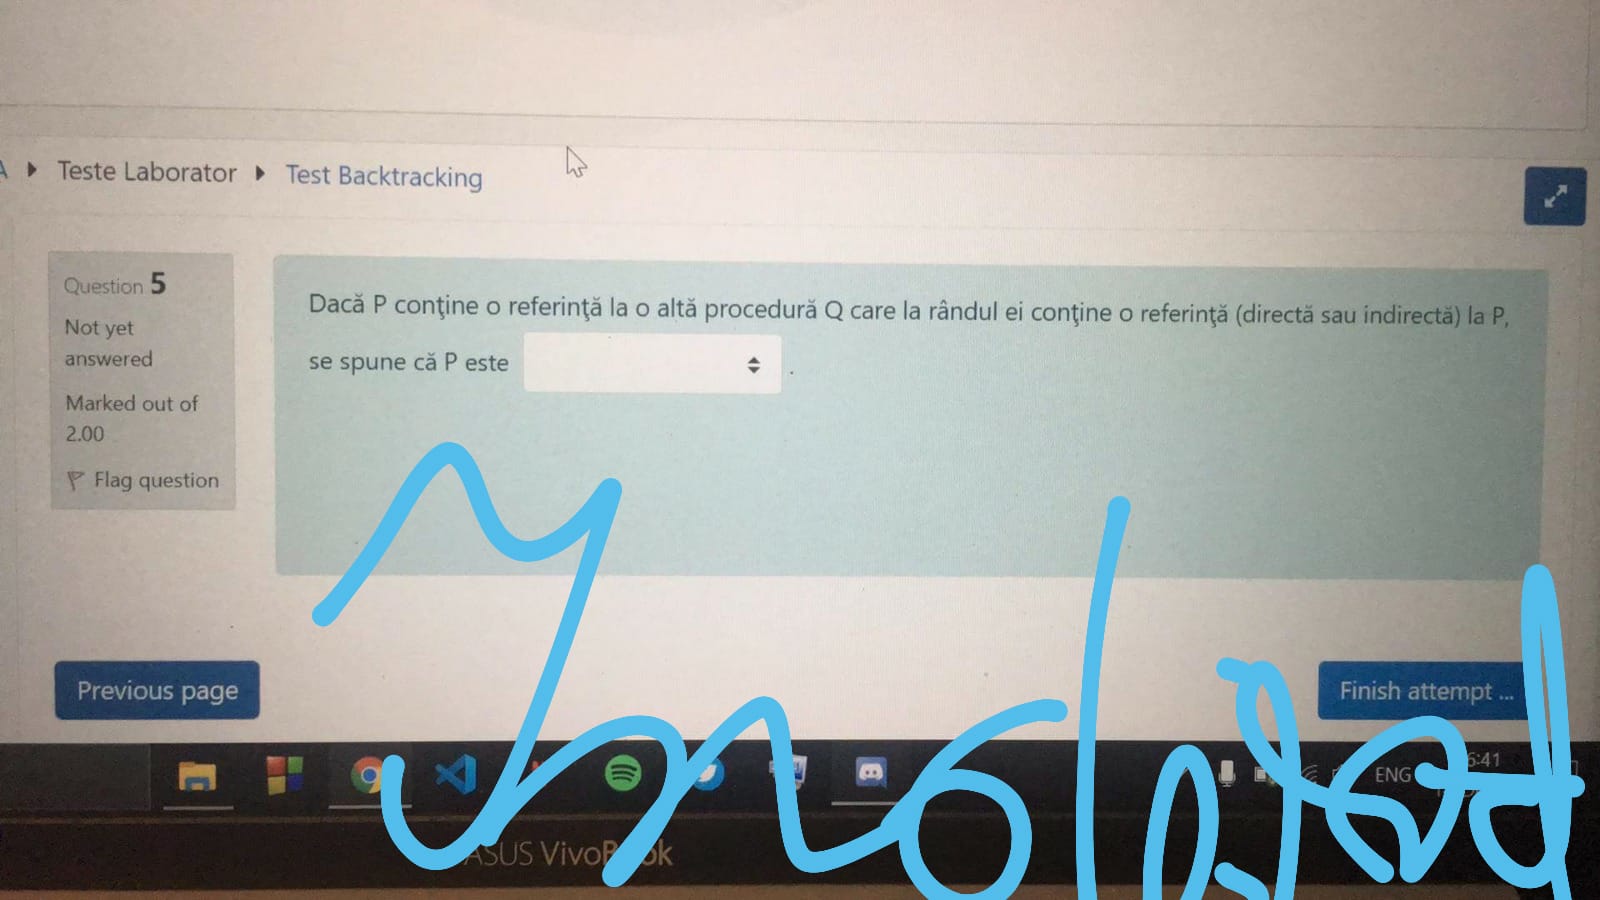 Teste Laborator Test Backtracking
Question 5
Not yet
answered
Marked out of
2.00
Flag question
Dacă P conţine o referinţă la o altă procedură Q care la rândul ei conţine o referinţă (directă sau indirectă) la P,
se spune că P este .
Previous page
Finish attempt ...
ENG
6:41
ASUS VivoBook